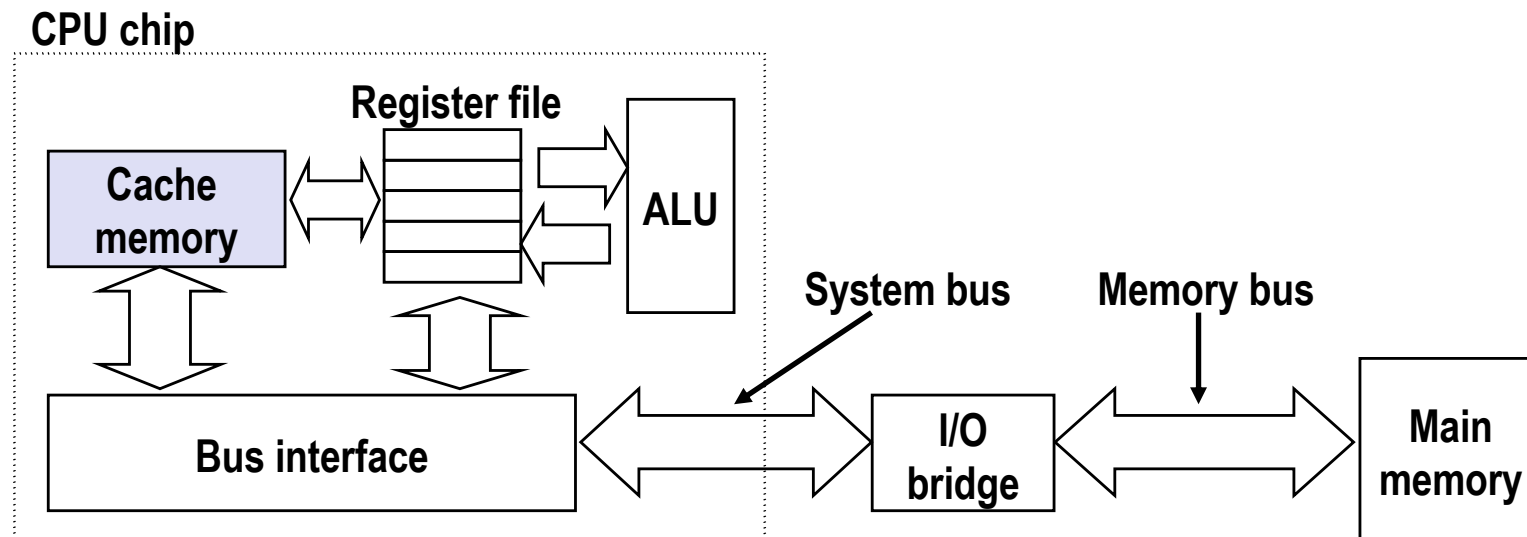 CPU chip
Register file
Cache
memory
ALU
System bus
Memory bus
Bus interface
I/O
bridge
Main
memory